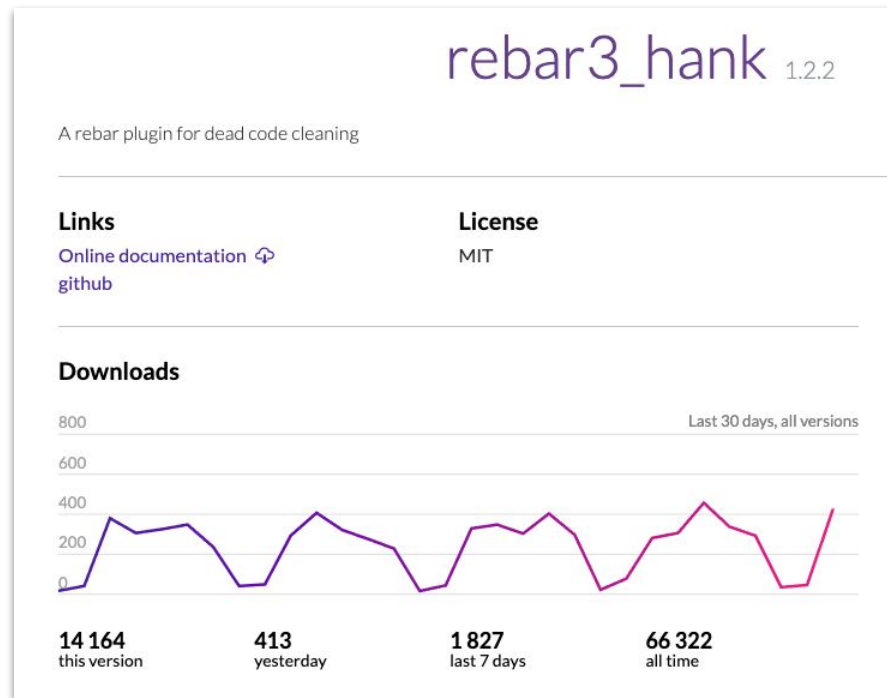 rebar3_hank 1.2.2
A rebar plugin for dead code cleaning
Links
Online documentation
github
License
MIT
Downloads
Last 30 days, all versions
800
600
400
200
0
14 164
this version
413
yesterday
1 827
last 7 days
66 322
all time